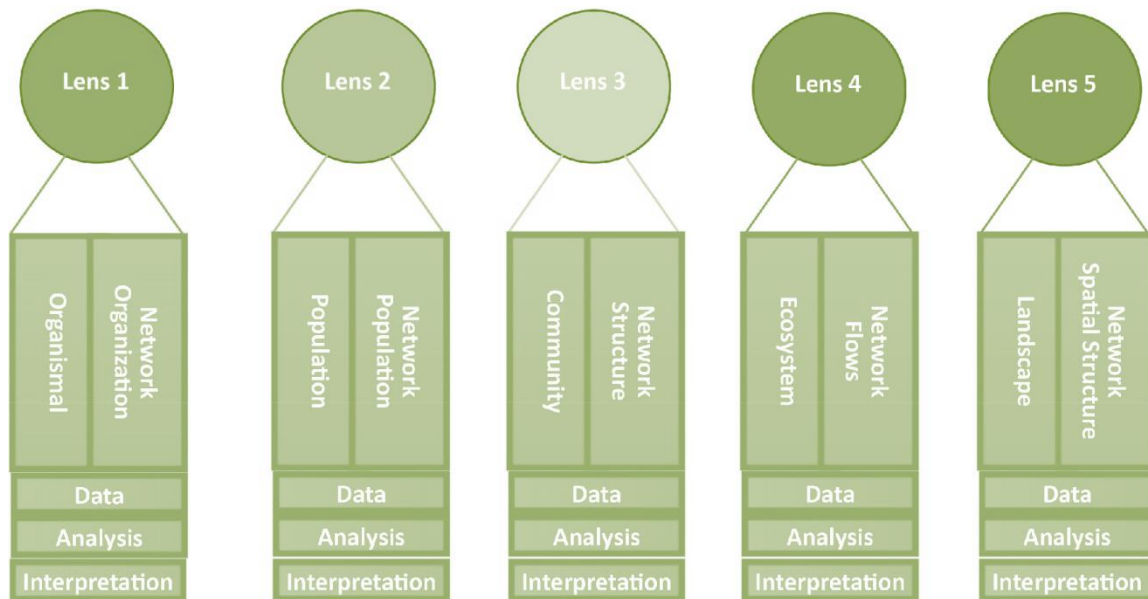 Lens 1
Lens 2
Lens 3
Lens 4
Lens 5
Organismal
Network
Organization
Population
Network
Population
Community
Network
Structure
Ecosystem
Network
Flows
Landscape
Network
Spatial Structure
Data
Data
Data
Data
Data
Analysis
Analysis
Analysis
Analysis
Analysis
Interpretation
Interpretation
Interpretation
Interpretation
Interpretation